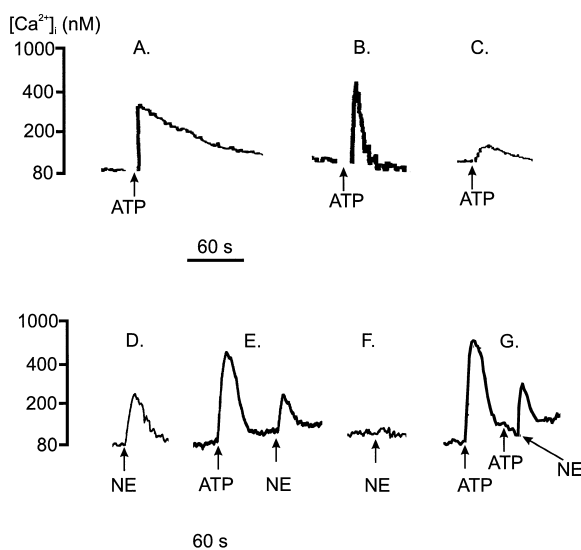 [Ca²⁺]ᵢ (nM)
1000
400
200
80
A.
B.
C.
ATP
ATP
ATP
60 s
1000
400
200
80
D.
E.
F.
G.
NE
ATP
NE
NE
ATP
ATP
NE
60 s